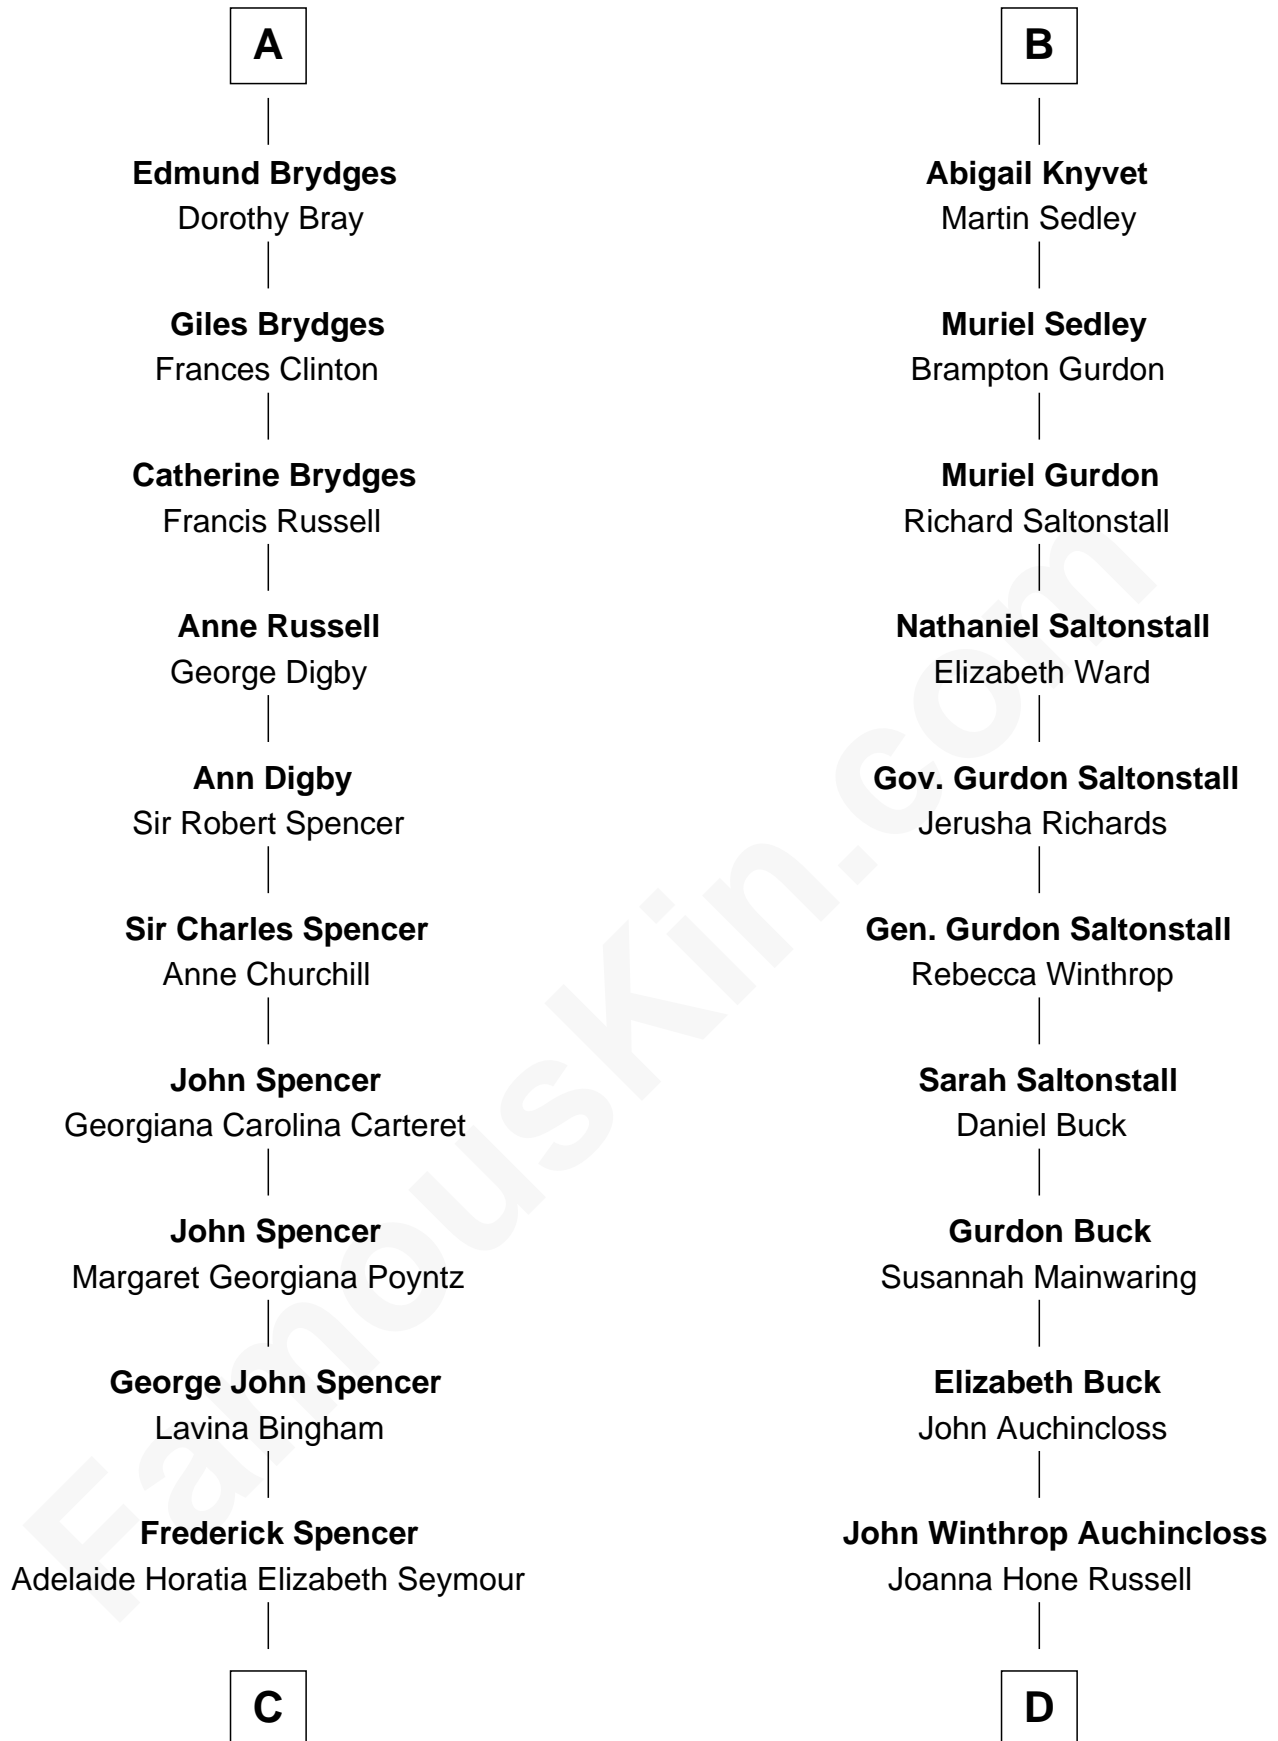 A
Edmund Brydges
Dorothy Bray
Giles Brydges
Frances Clinton
Catherine Brydges
Francis Russell
Anne Russell
George Digby
Ann Digby
Sir Robert Spencer
Sir Charles Spencer
Anne Churchill
John Spencer
Georgiana Carolina Carteret
John Spencer
Margaret Georgiana Poyntz
George John Spencer
Lavina Bingham
Frederick Spencer
Adelaide Horatia Elizabeth Seymour
C
B
Abigail Knyvet
Martin Sedley
Muriel Sedley
Brampton Gurdon
Muriel Gurdon
Richard Saltonstall
Nathaniel Saltonstall
Elizabeth Ward
Gov. Gurdon Saltonstall
Jerusha Richards
Gen. Gurdon Saltonstall
Rebecca Winthrop
Sarah Saltonstall
Daniel Buck
Gurdon Buck
Susannah Mainwaring
Elizabeth Buck
John Auchincloss
John Winthrop Auchincloss
Joanna Hone Russell
D
FamousKin.com